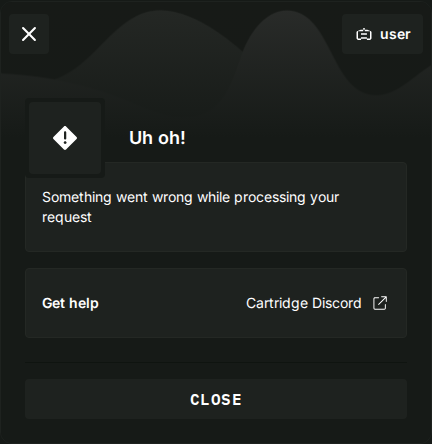 user
Uh oh!
Something went wrong while processing your
request
Get help
Cartridge Discord
CLOSE